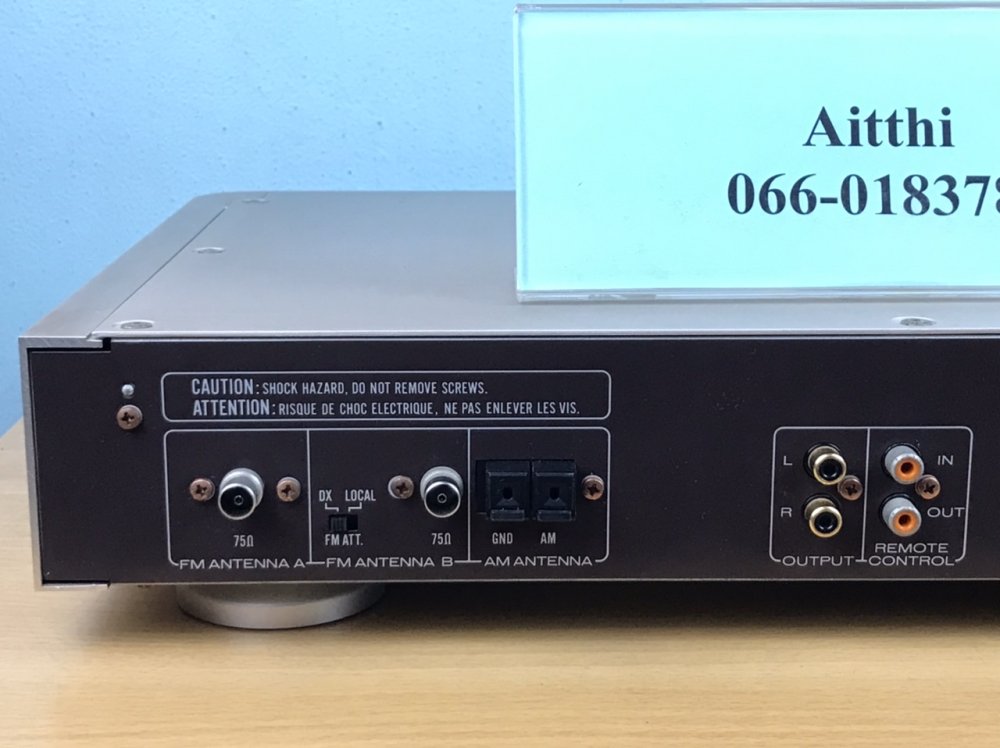 Aitthi
066-018378
CAUTION: SHOCK HAZARD, DO NOT REMOVE SCREWS.
ATTENTION: RISQUE DE CHOC ELECTRIQUE, NE PAS ENLEVER LES VIS.
DX LOCAL
FM ATT.
75Ω
75Ω
GND AM
FM ANTENNA A
FM ANTENNA B
AM ANTENNA
L
R
OUTPUT
IN
OUT
REMOTE
CONTROL